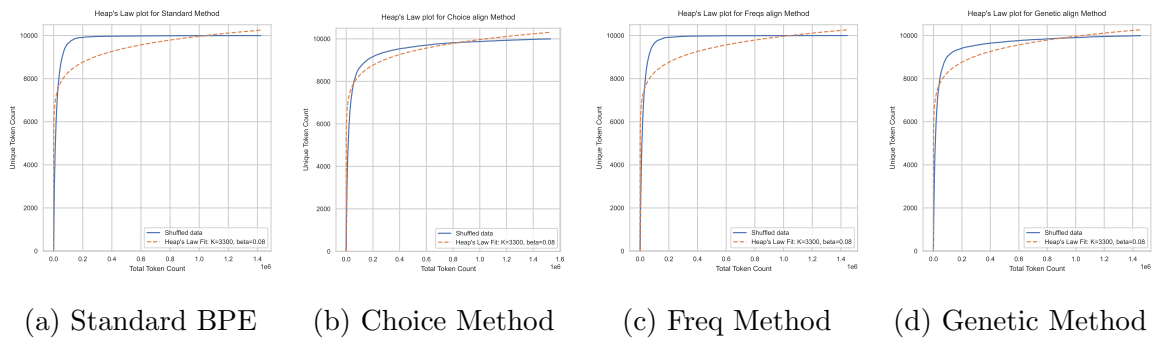 Heap's Law plot for Standard Method
Unique Token Count
10000
8000
6000
4000
2000
0
Shuffled data
Heap's Law Fit: K=3300, beta=0.08
0.0 0.2 0.4 0.6 0.8 1.0 1.2 1.4
1e6
Total Token Count
(a) Standard BPE
Heap's Law plot for Choice align Method
Unique Token Count
10000
8000
6000
4000
2000
0
Shuffled data
Heap's Law Fit: K=3300, beta=0.08
0.0 0.2 0.4 0.6 0.8 1.0 1.2 1.4 1.6
1e6
Total Token Count
(b) Choice Method
Heap's Law plot for Freqs align Method
Unique Token Count
10000
8000
6000
4000
2000
0
Shuffled data
Heap's Law Fit: K=3300, beta=0.08
0.0 0.2 0.4 0.6 0.8 1.0 1.2 1.4
1e6
Total Token Count
(c) Freq Method
Heap's Law plot for Genetic align Method
Unique Token Count
10000
8000
6000
4000
2000
0
Shuffled data
Heap's Law Fit: K=3300, beta=0.08
0.0 0.2 0.4 0.6 0.8 1.0 1.2 1.4
1e6
Total Token Count
(d) Genetic Method